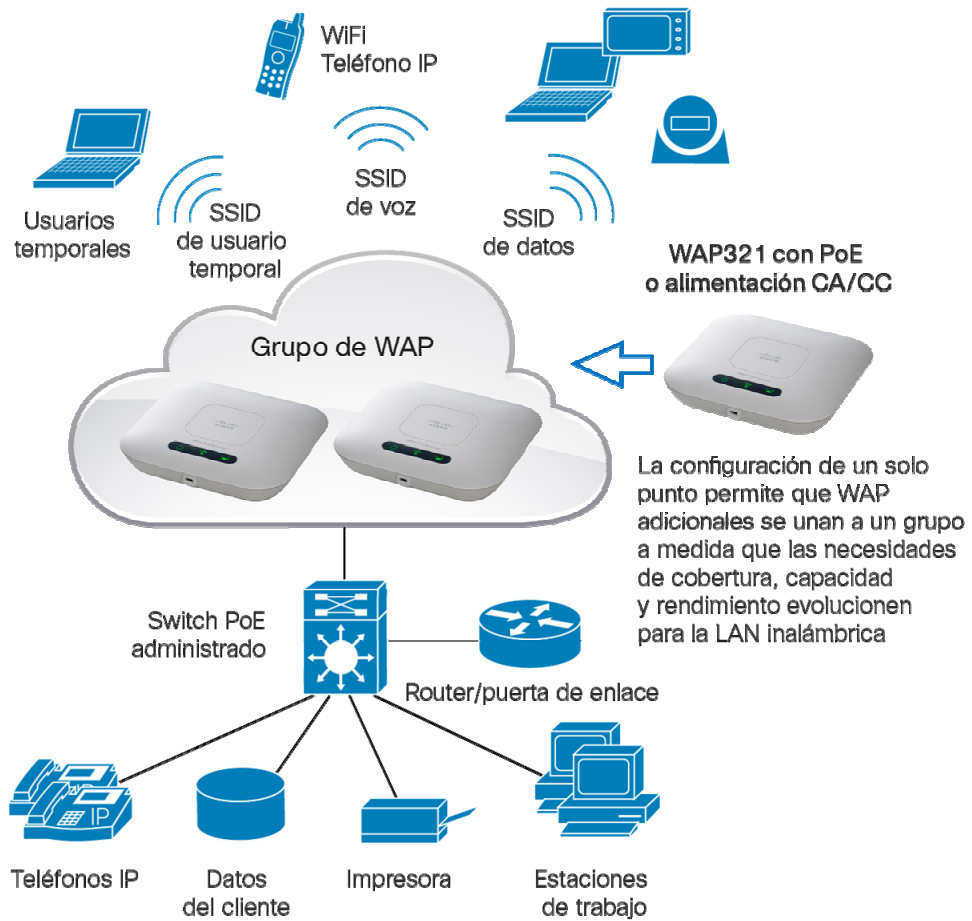 WiFi
Teléfono IP
Usuarios
temporales
SSID
de usuario
temporal
SSID
de voz
SSID
de datos
WAP321 con PoE
o alimentación CA/CC
Grupo de WAP
La configuración de un solo
punto permite que WAP
adicionales se unan a un grupo
a medida que las necesidades
de cobertura, capacidad
y rendimiento evolucionen
para la LAN inalámbrica
Switch PoE
administrado
Router/puerta de enlace
IP
Teléfonos IP
Datos
del cliente
Impresora
Estaciones
de trabajo